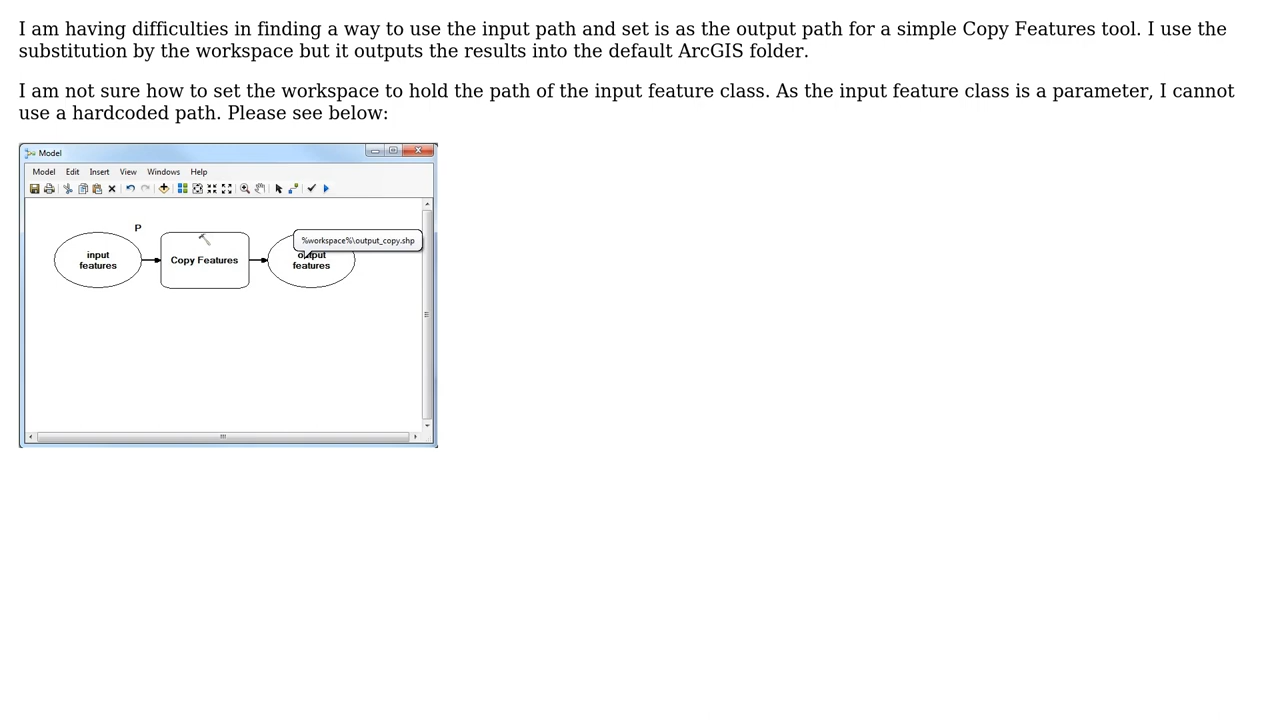 I am having difficulties in finding a way to use the input path and set is as the output path for a simple Copy Features tool. I use the
substitution by the workspace but it outputs the results into the default ArcGIS folder.
I am not sure how to set the workspace to hold the path of the input feature class. As the input feature class is a parameter, I cannot
use a hardcoded path. Please see below:
Model
Model Edit Insert View Windows Help
P
%workspace%\output_copy.shp
input
features
Copy Features
output
features